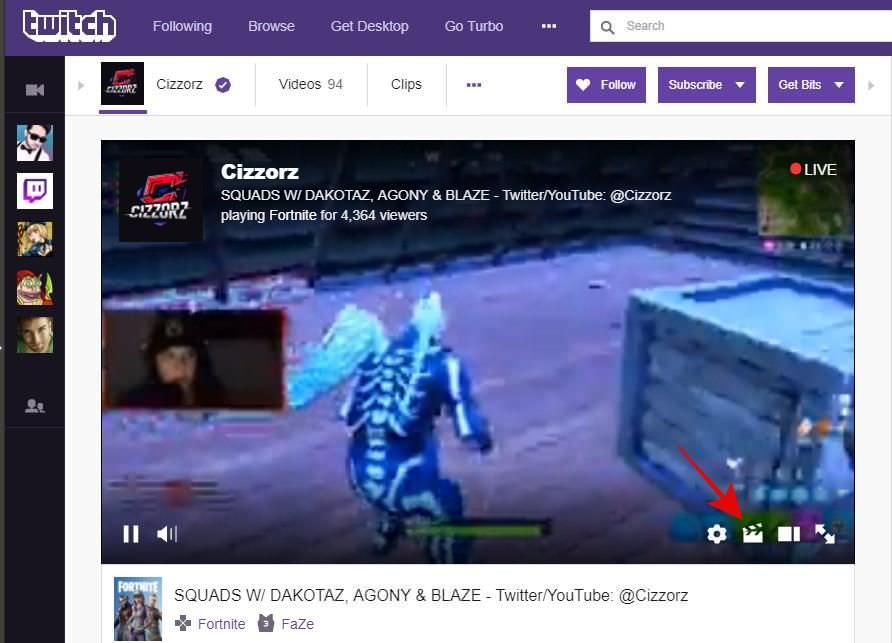 twitch
Following
Browse
Get Desktop
Go Turbo
•••
Search
CIZZORZ
Cizzorz
Videos 94
Clips
•••
Follow
Subscribe
Get Bits
CIZZORZ
Cizzorz
SQUADS W/ DAKOTAZ, AGONY & BLAZE - Twitter/YouTube: @Cizzorz
playing Fortnite for 4,364 viewers
LIVE
FORTNITE
SQUADS W/ DAKOTAZ, AGONY & BLAZE - Twitter/YouTube: @Cizzorz
Fortnite
3
FaZe